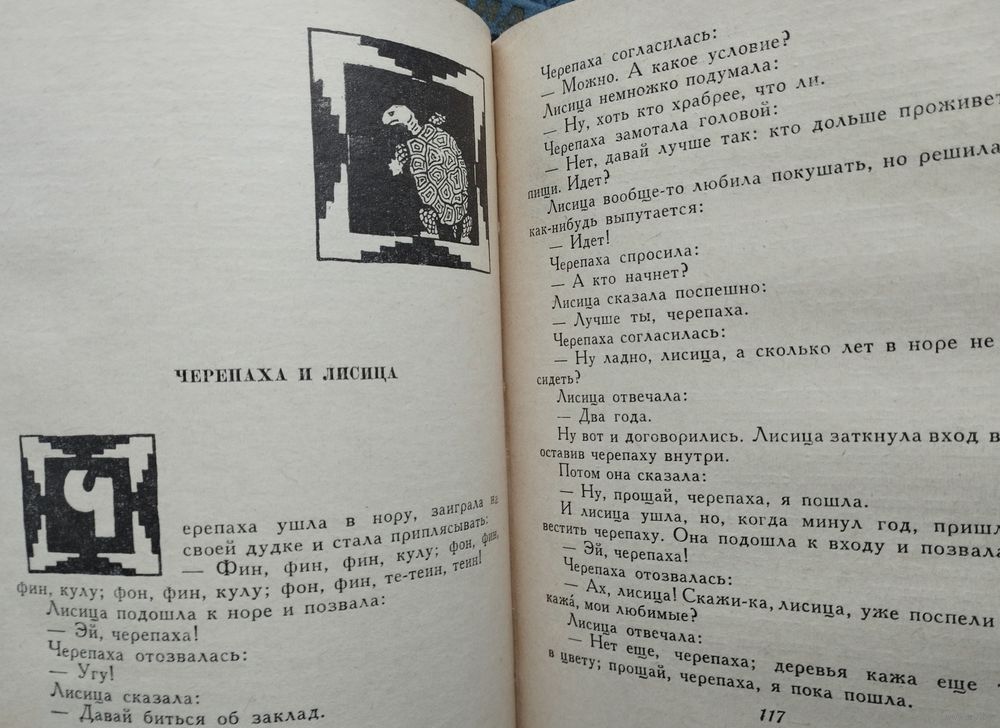 ЧЕРЕПАХА И ЛИСИЦА
Ч
ерепаха ушла в нору, заиграла на
своей дудке и стала приплясывать:
— Фин, фин, фин, кулу; фон, фин,
фин, кулу; фон, фин, кулу; фон, фин, те-теин, теин!
Лисица подошла к норе и позвала:
— Эй, черепаха!
Черепаха отозвалась:
— Угу!
Лисица сказала:
— Давай биться об заклад.
Черепаха согласилась:
— Можно. А какое условие?
Лисица немножко подумала:
— Ну, хоть кто храбрее, что ли.
Черепаха замотала головой:
— Нет, давай лучше так: кто дольше проживет
пищи. Идет?
Лисица вообще-то любила покушать, но решила
как-нибудь выпутается:
— Идет!
Черепаха спросила:
— А кто начнет?
Лисица сказала поспешно:
— Лучше ты, черепаха.
Черепаха согласилась:
— Ну ладно, лисица, а сколько лет в норе не
сидеть?
Лисица отвечала:
— Два года.
Ну вот и договорились. Лисица заткнула вход в
оставив черепаху внутри.
Потом она сказала:
— Ну, прощай, черепаха, я пошла.
И лисица ушла, но, когда минул год, пришл
вестить черепаху. Она подошла к входу и позвала
— Эй, черепаха!
Черепаха отозвалась:
— Ах, лисица! Скажи-ка, лисица, уже поспели
кажá, мои любимые?
Лисица отвечала:
— Нет еще, черепаха; деревья кажа еще
в цвету; прощай, черепаха, я пока пошла.
117